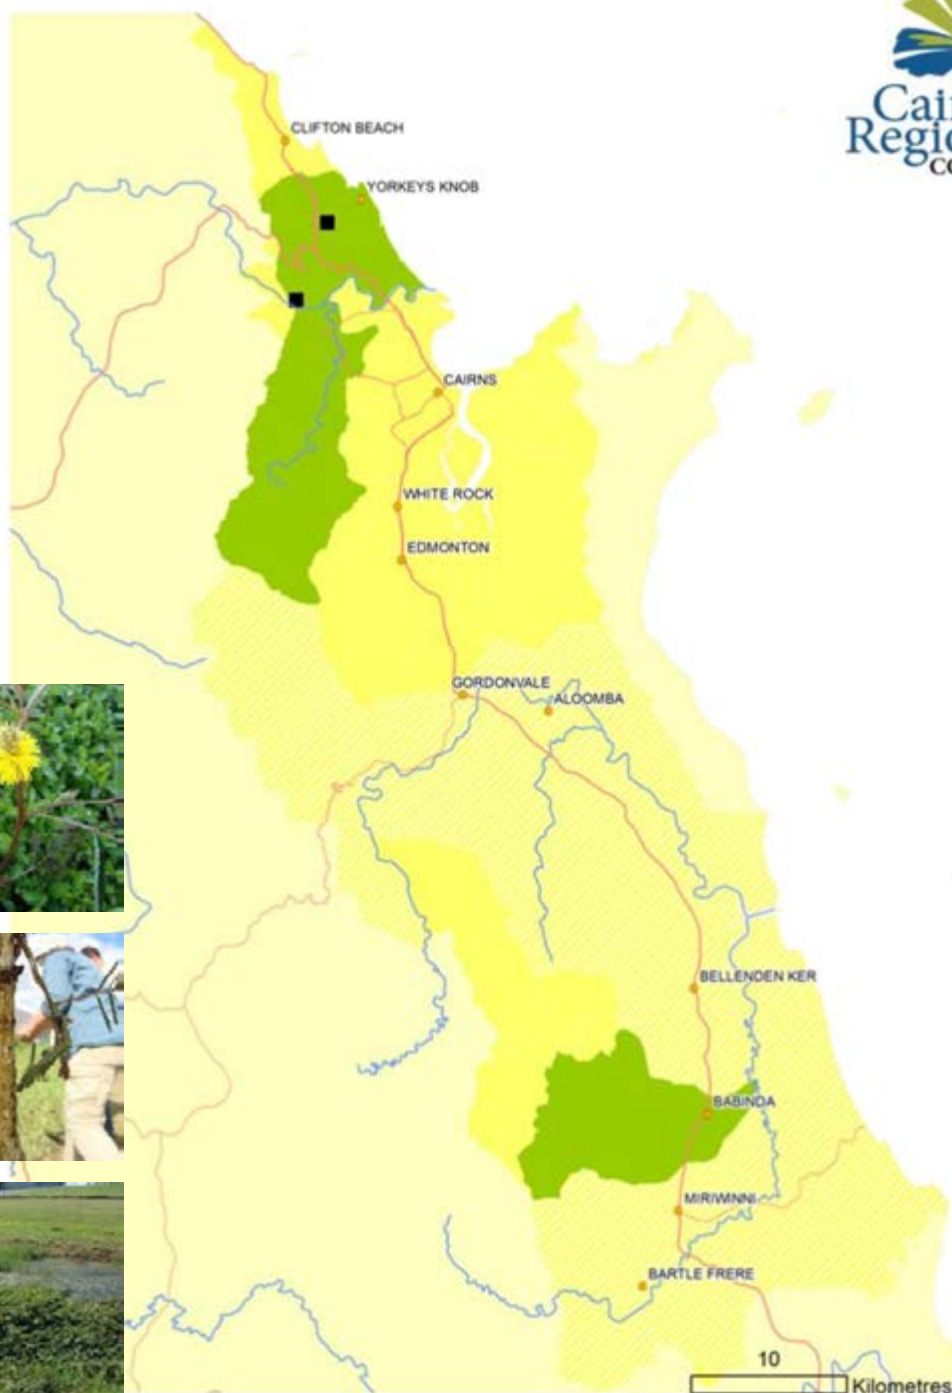 CLIFTON BEACH
YORKEYS KNOB
CAIRNS
WHITE ROCK
EDMONTON
GORDONVALE
ALOOMBA
BELLENDEN KER
BABINDA
MIRIWINNI
BARTLE FRERE
10
Kilometres